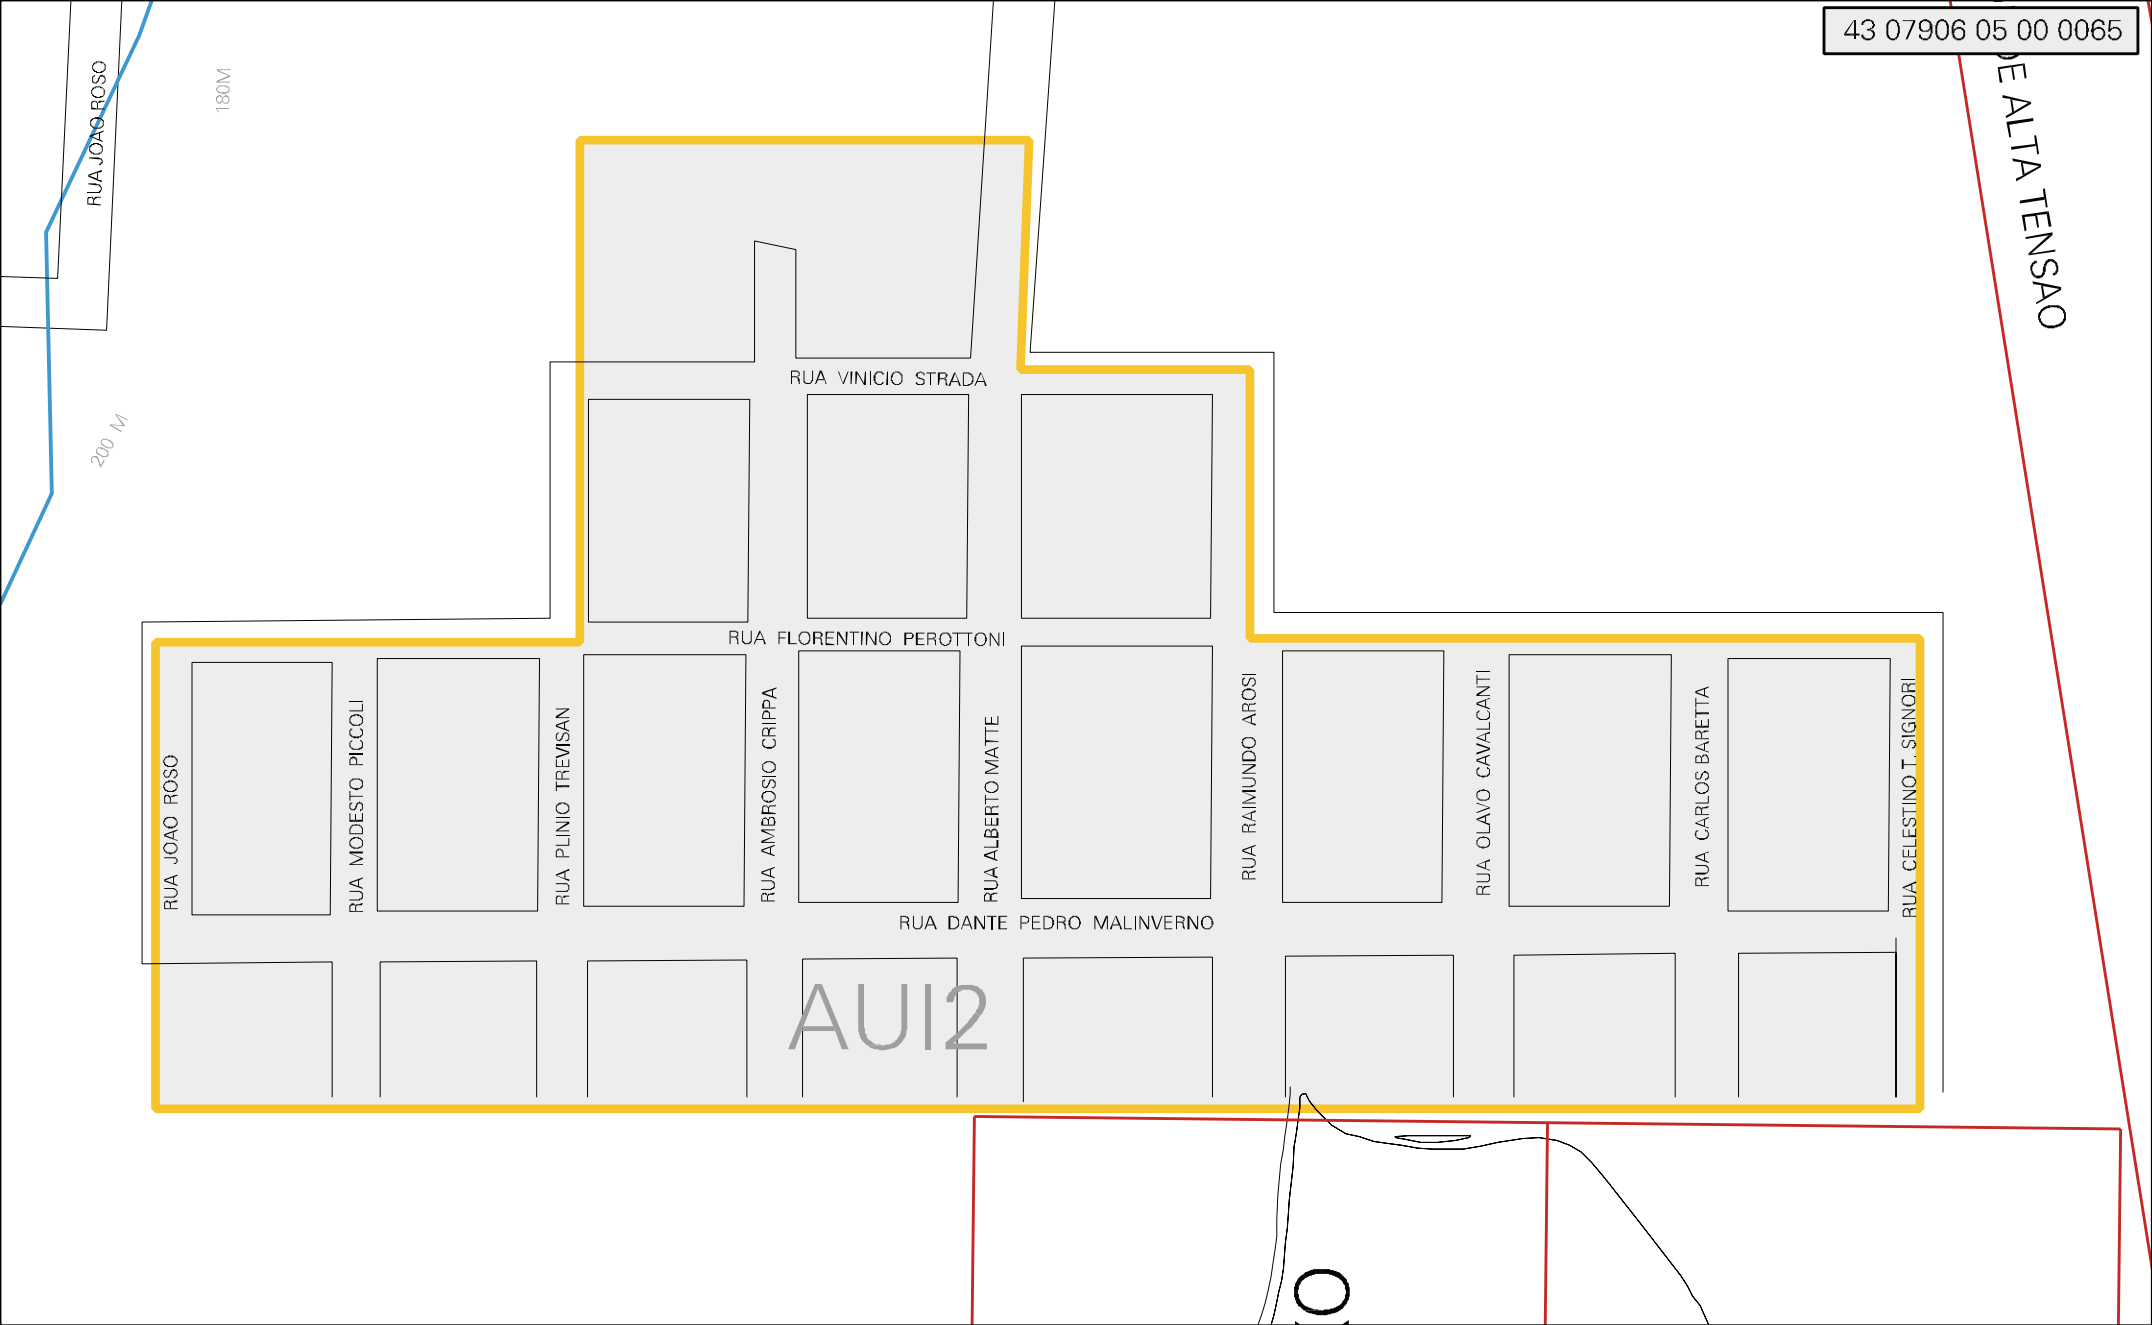 43 07906 05 00 0065
DE ALTA TENSAO
RUA JOAO ROSO
180M
200 M
RUA VINICIO STRADA
RUA FLORENTINO PEROTTONI
RUA JOAO ROSO
RUA MODESTO PICCOLI
RUA PLINIO TREVISAN
RUA AMBROSIO CRIPPA
RUA ALBERTO MATTE
RUA RAIMUNDO AROSI
RUA OLAVO CAVALCANTI
RUA CARLOS BARETTA
RUA CELESTINO T. SIGNORI
RUA DANTE PEDRO MALINVERNO
AUI2